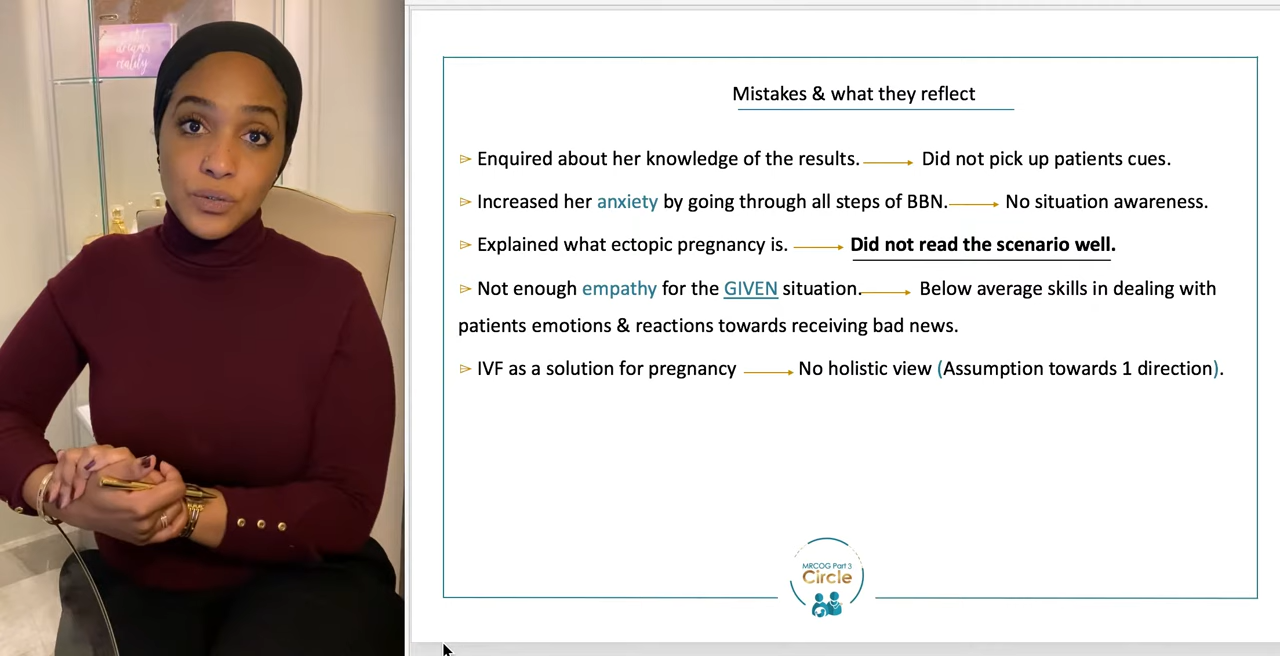 dreams
reality
Mistakes & what they reflect
⊳ Enquired about her knowledge of the results. → Did not pick up patients cues.
⊳ Increased her anxiety by going through all steps of BBN. → No situation awareness.
⊳ Explained what ectopic pregnancy is. → Did not read the scenario well.
⊳ Not enough empathy for the GIVEN situation. → Below average skills in dealing with
patients emotions & reactions towards receiving bad news.
⊳ IVF as a solution for pregnancy → No holistic view (Assumption towards 1 direction).
MRCOG Part 3
Circle